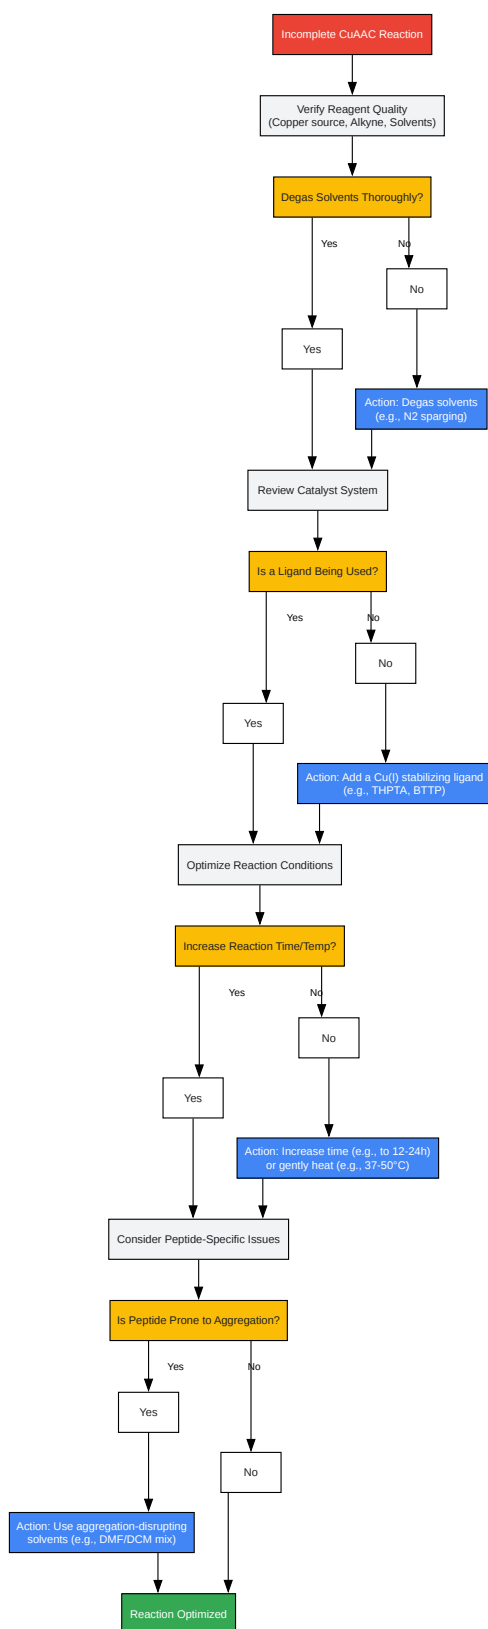 Incomplete CuAAC Reaction
Verify Reagent Quality
(Copper source, Alkyne, Solvents)
Degas Solvents Thoroughly?
Yes
No
No
Yes
Action: Degas solvents
(e.g., N2 sparging)
Review Catalyst System
Is a Ligand Being Used?
Yes
No
No
Yes
Action: Add a Cu(I) stabilizing ligand
(e.g., THPTA, BTTP)
Optimize Reaction Conditions
Increase Reaction Time/Temp?
Yes
No
No
Yes
Action: Increase time (e.g., to 12-24h)
or gently heat (e.g., 37-50°C)
Consider Peptide-Specific Issues
Is Peptide Prone to Aggregation?
Yes
No
Yes
No
Action: Use aggregation-disrupting
solvents (e.g., DMF/DCM mix)
Reaction Optimized